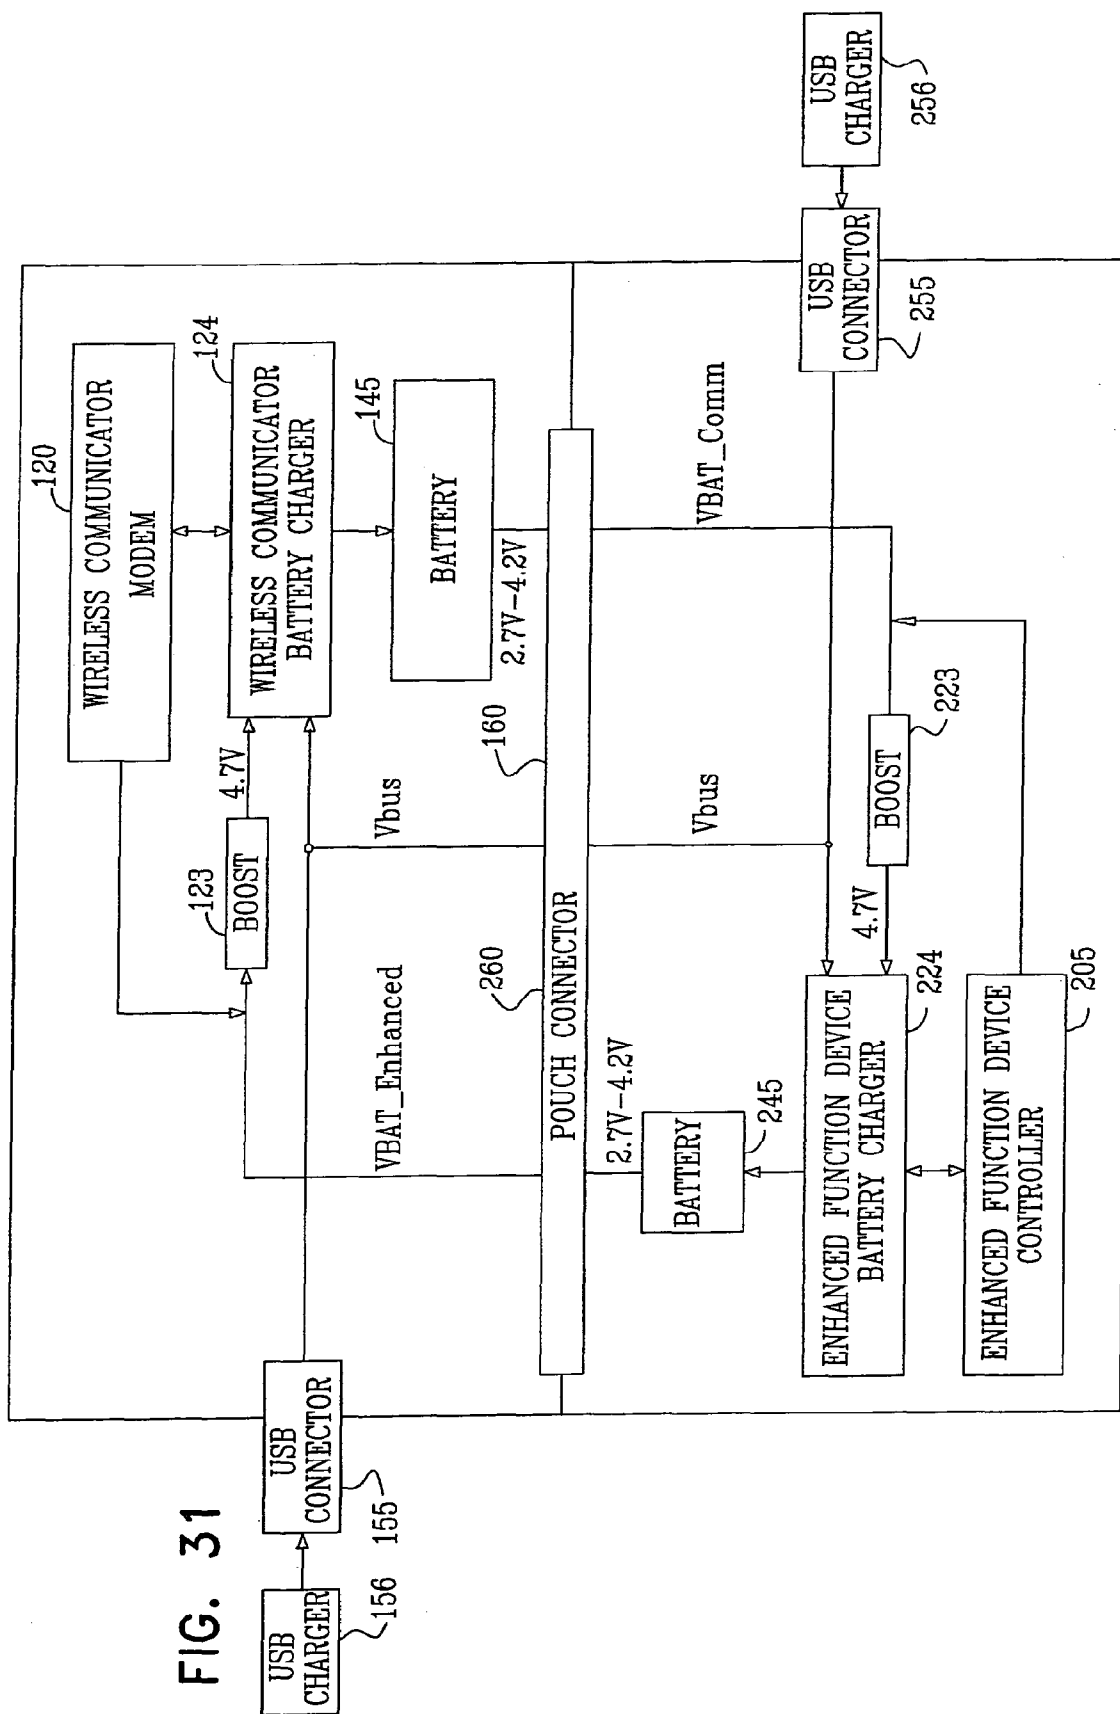 FIG. 31
WIRELESS COMMUNICATOR
MODEM
120
WIRELESS COMMUNICATOR
BATTERY CHARGER
124
123
BOOST
4.7V
BATTERY
145
2.7V-4.2V
USB
CHARGER
156
USB
CONNECTOR
155
VBAT_Enhanced
Vbus
260
160
POUCH CONNECTOR
2.7V-4.2V
BATTERY
245
Vbus
VBAT_Comm
USB
CONNECTOR
255
USB
CHARGER
256
ENHANCED FUNCTION DEVICE
BATTERY CHARGER
224
4.7V
BOOST
223
ENHANCED FUNCTION DEVICE
CONTROLLER
205